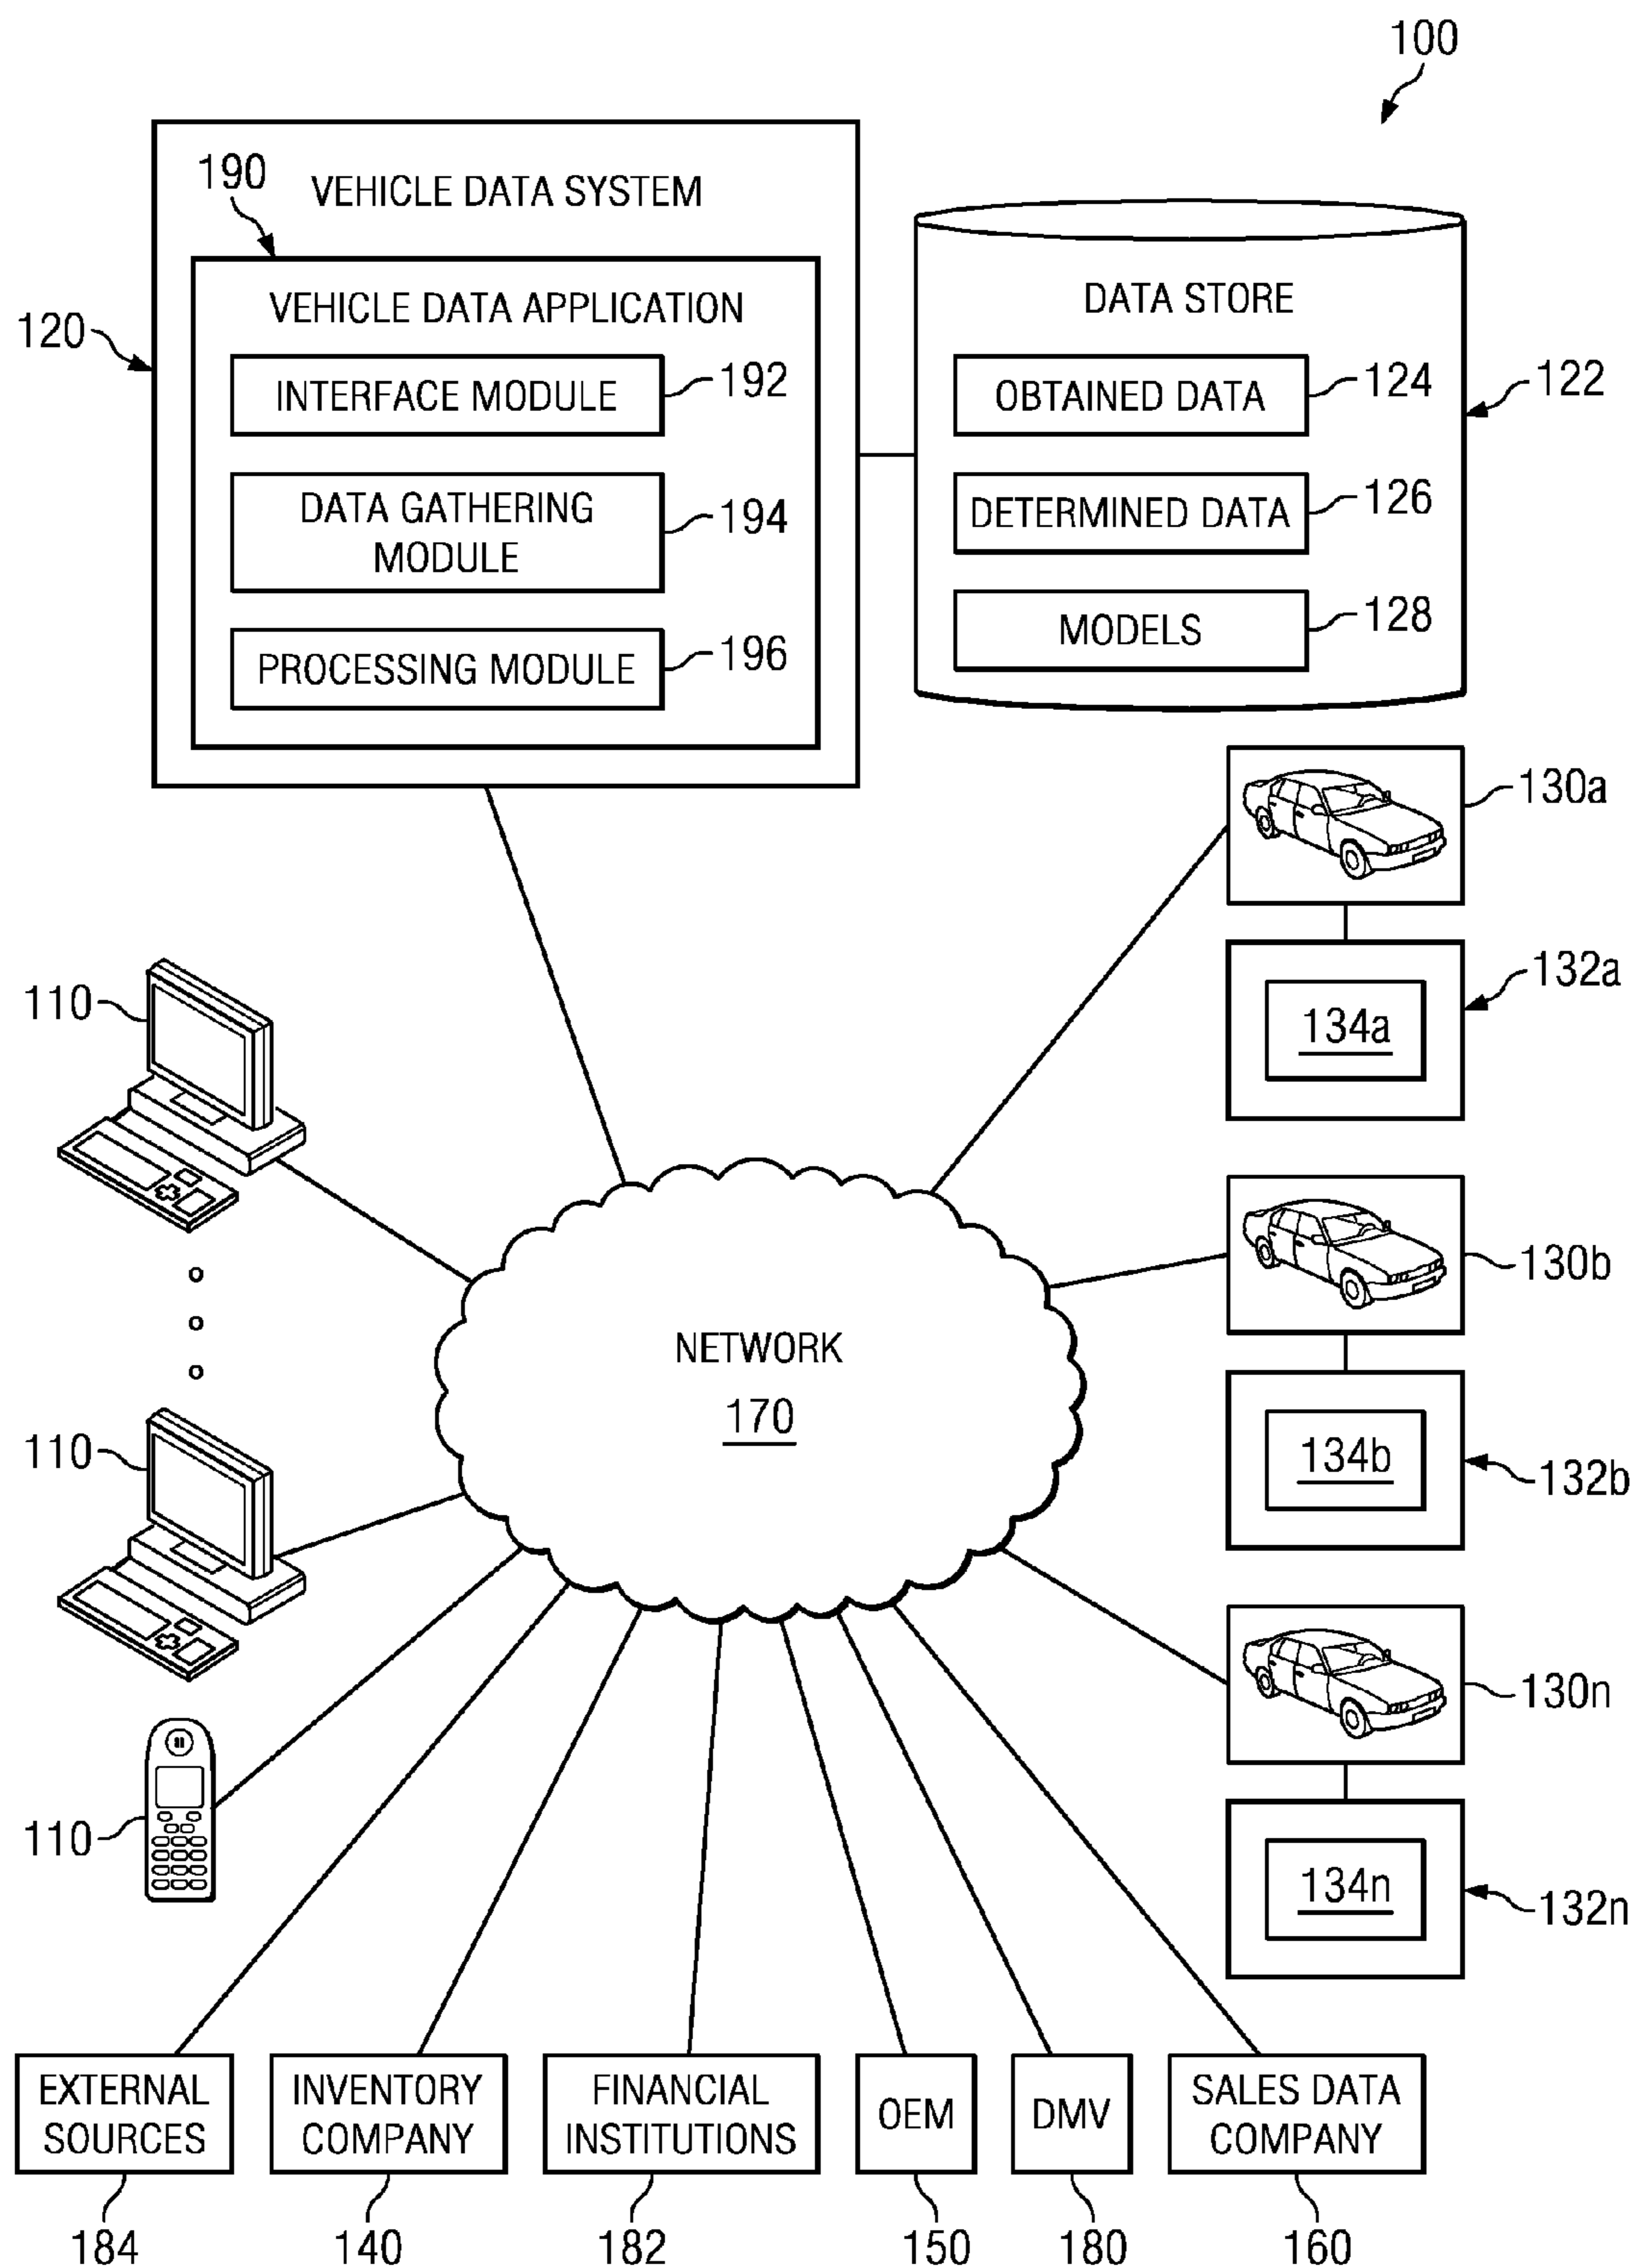 100
190
VEHICLE DATA SYSTEM
120
VEHICLE DATA APPLICATION
INTERFACE MODULE
192
DATA GATHERING
MODULE
194
PROCESSING MODULE
196
DATA STORE
122
OBTAINED DATA
124
DETERMINED DATA
126
MODELS
128
130a
132a
134a
110
130b
NETWORK
170
110
134b
132b
130n
110
134n
132n
EXTERNAL
SOURCES
INVENTORY
COMPANY
FINANCIAL
INSTITUTIONS
OEM
DMV
SALES DATA
COMPANY
184
140
182
150
180
160